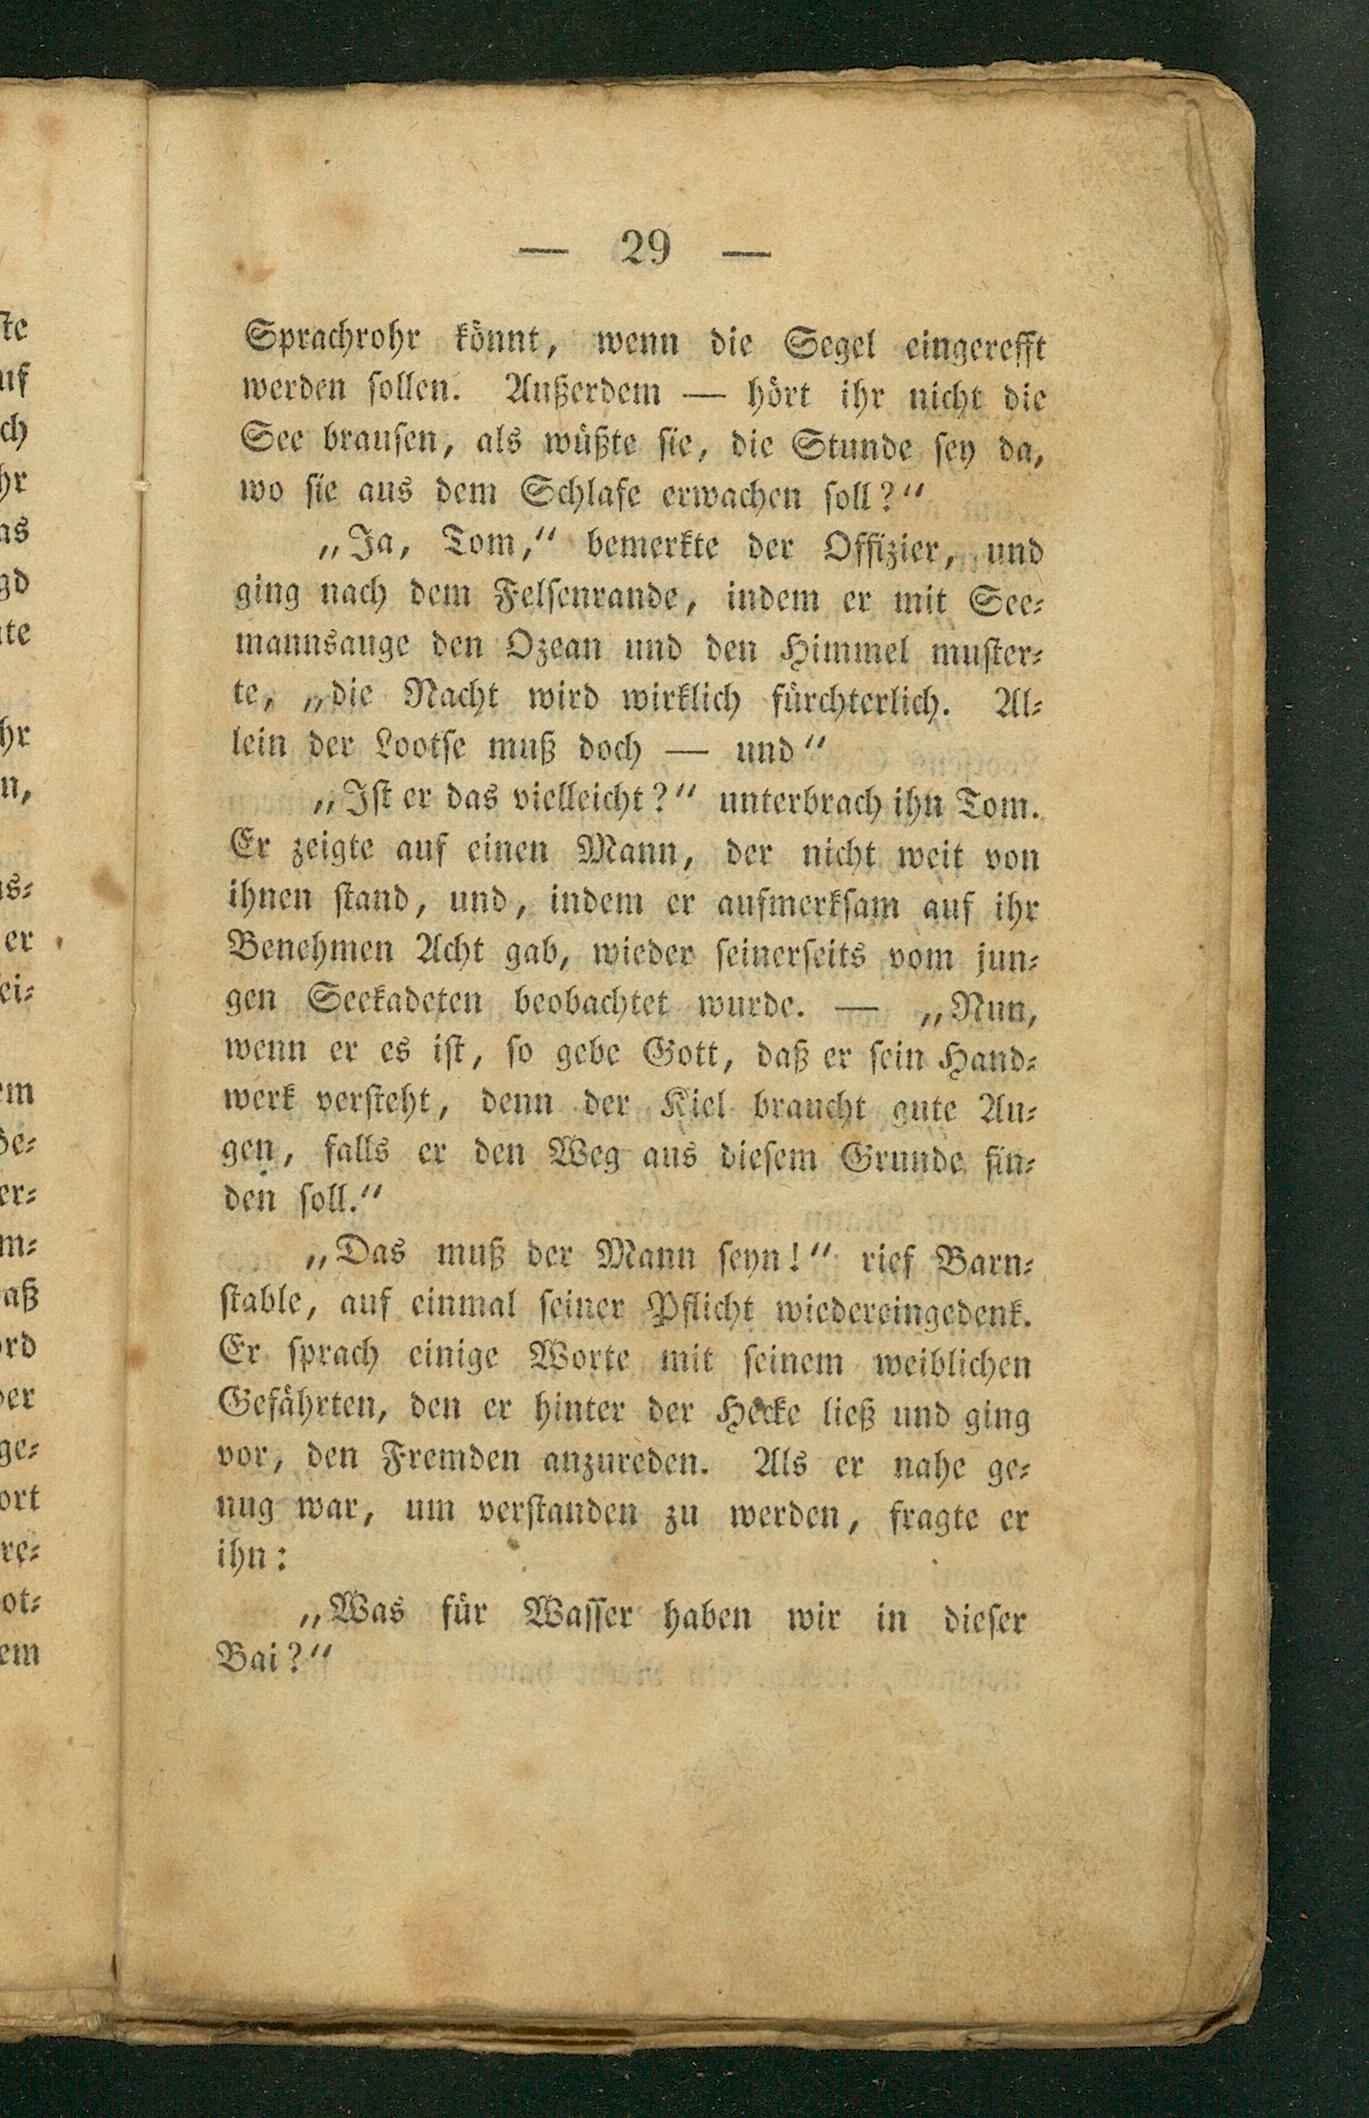 — 29 —
Sprachrohr könnt, wenn die Segel eingerefft
werden sollen. Außerdem — hört ihr nicht die
See brausen, als wüßte sie, die Stunde sey da,
wo sie aus dem Schlafe erwachen soll?“
„Ja, Tom,“ bemerkte der Offizier, und
ging nach dem Felsenrande, indem er mit See-
mannsauge den Ozean und den Himmel muster-
te, „die Nacht wird wirklich fürchterlich. Al-
lein der Lootse muß doch — und“
„Ist er das vielleicht?“ unterbrach ihn Tom.
Er zeigte auf einen Mann, der nicht weit von
ihnen stand, und, indem er aufmerksam auf ihr
Benehmen Acht gab, wieder seinerseits vom jun-
gen Seekadeten beobachtet wurde. — „Nun,
wenn er es ist, so gebe Gott, daß er sein Hand-
werk versteht, denn der Kiel braucht gute Au-
gen, falls er den Weg aus diesem Grunde fin-
den soll.“
„Das muß der Mann seyn!“ rief Barn-
stable, auf einmal seiner Pflicht wiedereingedenk.
Er sprach einige Worte mit seinem weiblichen
Gefährten, den er hinter der Hecke ließ und ging
vor, den Fremden anzureden. Als er nahe ge-
nug war, um verstanden zu werden, fragte er
ihn:
„Was für Wasser haben wir in dieser
Bai?“